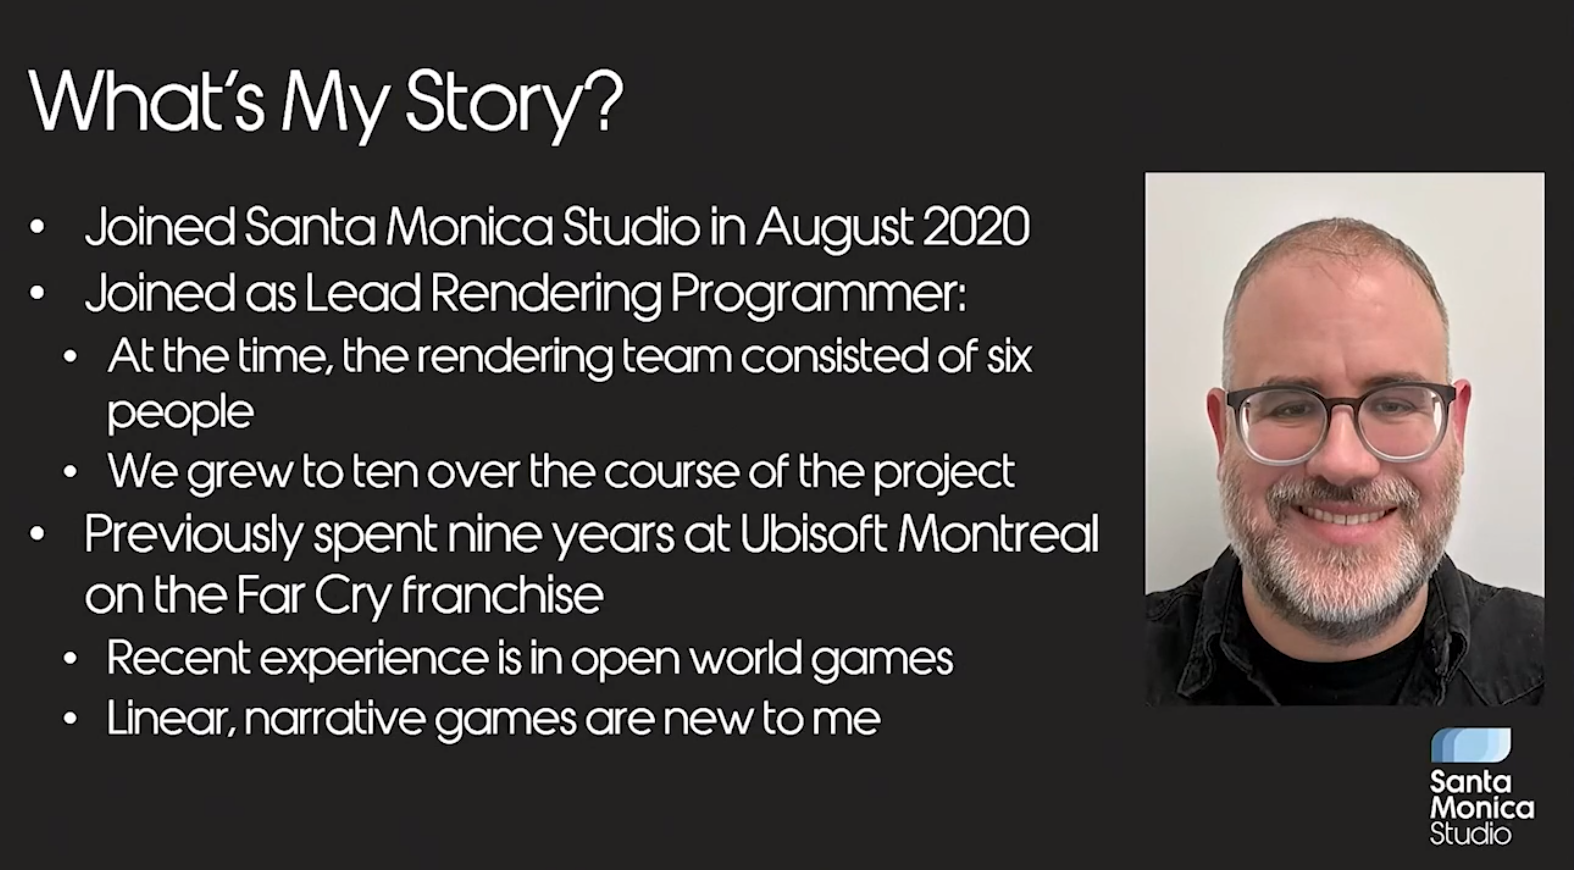 What's My Story?
• Joined Santa Monica Studio in August 2020
• Joined as Lead Rendering Programmer:
• At the time, the rendering team consisted of six
people
• We grew to ten over the course of the project
• Previously spent nine years at Ubisoft Montreal
on the Far Cry franchise
• Recent experience is in open world games
• Linear, narrative games are new to me
Santa
Monica
Studio